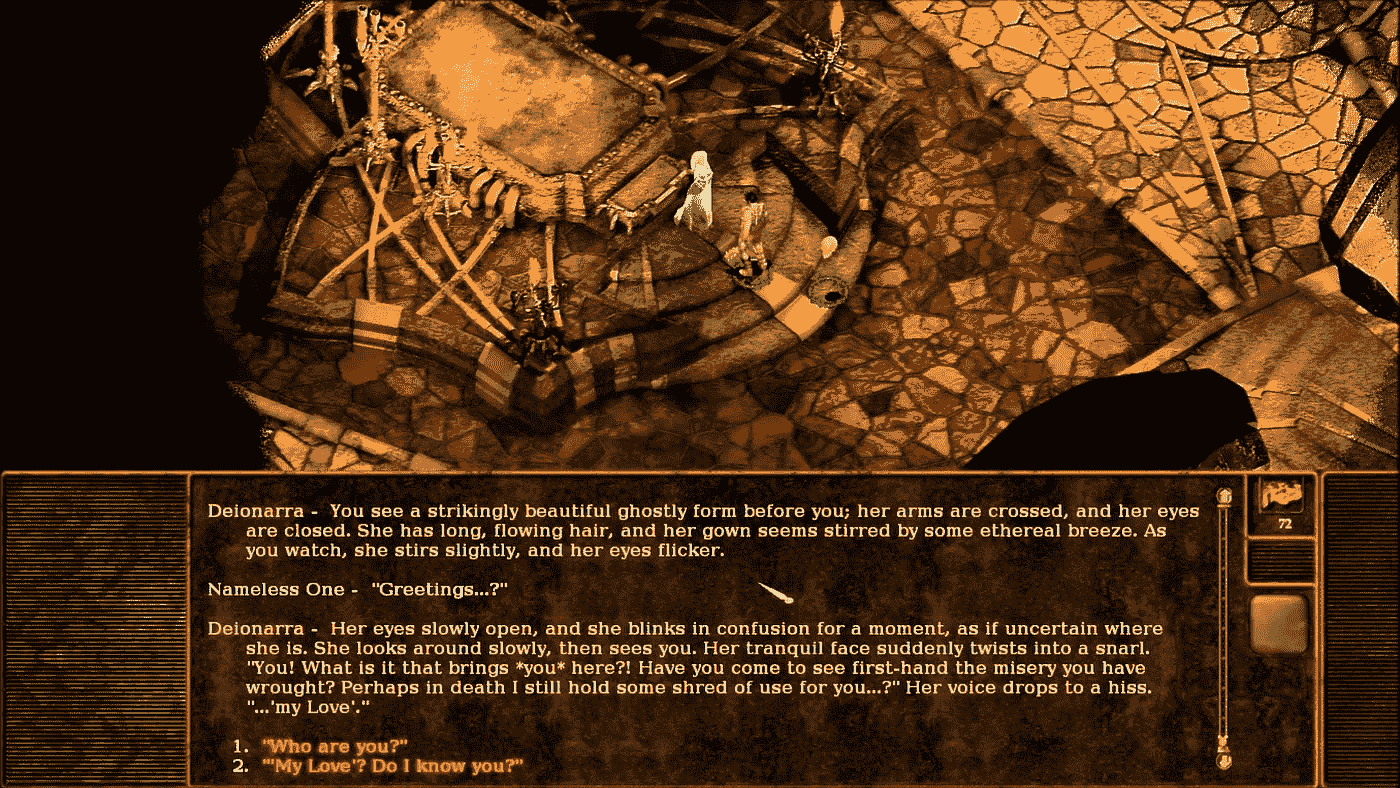 Deionarra - You see a strikingly beautiful ghostly form before you; her arms are crossed, and her eyes
are closed. She has long, flowing hair, and her gown seems stirred by some ethereal breeze. As
you watch, she stirs slightly, and her eyes flicker.
Nameless One - "Greetings...?"
Deionarra - Her eyes slowly open, and she blinks in confusion for a moment, as if uncertain where
she is. She looks around slowly, then sees you. Her tranquil face suddenly twists into a snarl.
"You! What is it that brings *you* here?! Have you come to see first-hand the misery you have
wrought? Perhaps in death I still hold some shred of use for you...?" Her voice drops to a hiss.
"...'my Love'."
1. "Who are you?"
2. "'My Love'? Do I know you?"
72